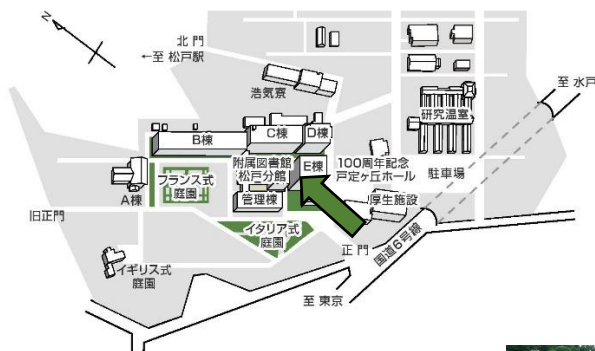 N
北 門
←至 松戸駅
浩気寮
至 水戸
研究温室
B棟
C棟
D棟
附属図書館
松戸分館
E棟
100周年記念
戸定ヶ丘ホール
駐車場
フランス式
庭園
A棟
管理棟
厚生施設
旧正門
イタリア式
庭園
正 門
国道6号線
イギリス式
庭園
至 東京